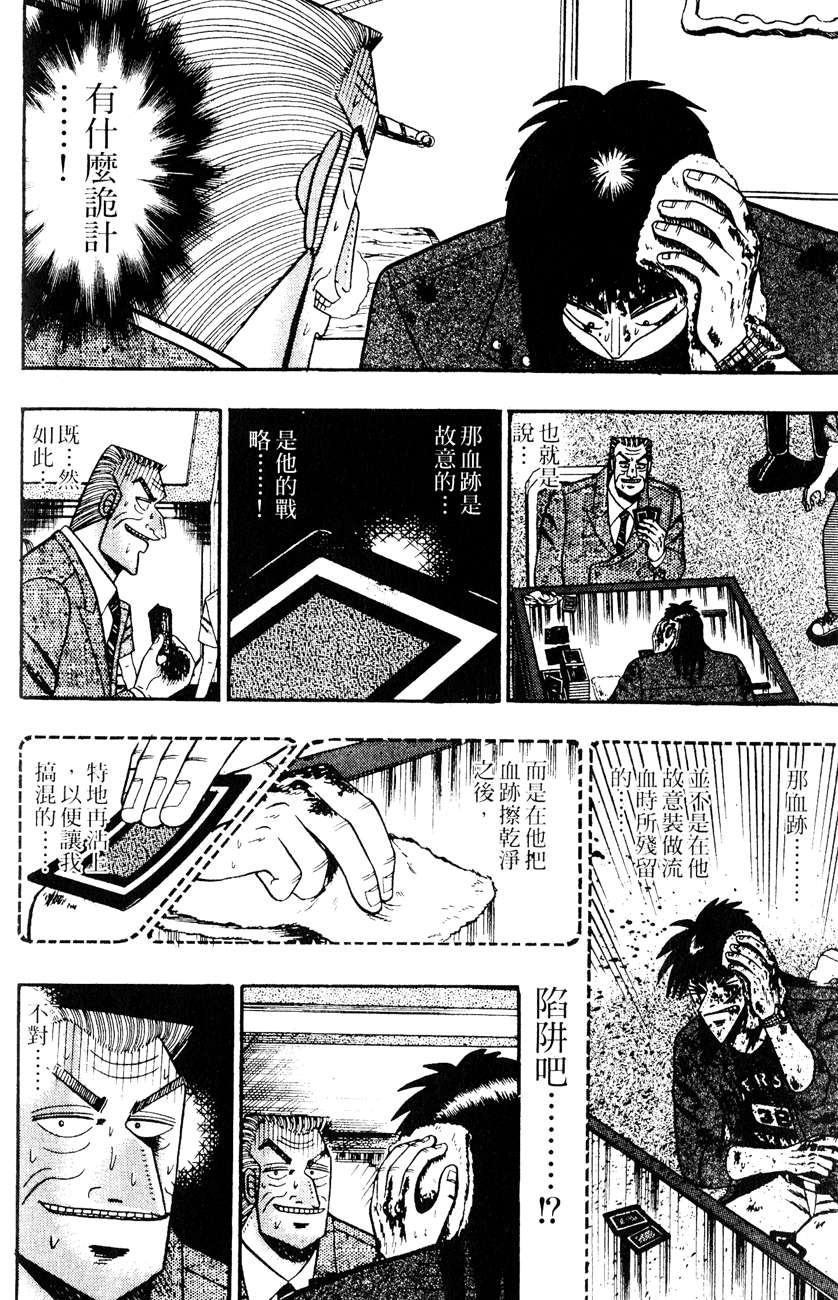 有什麼詭計
……！
也就是
說…
那血跡是
故意的…
是他的戰
略……！
既…然
如此…
那血跡……
並不是在他
故意裝做流
血時所殘留
的……
而是在他把
血跡擦乾淨
之後，
特地再沾上
，以便讓我
搞混的……
陷阱吧………!?
不對……